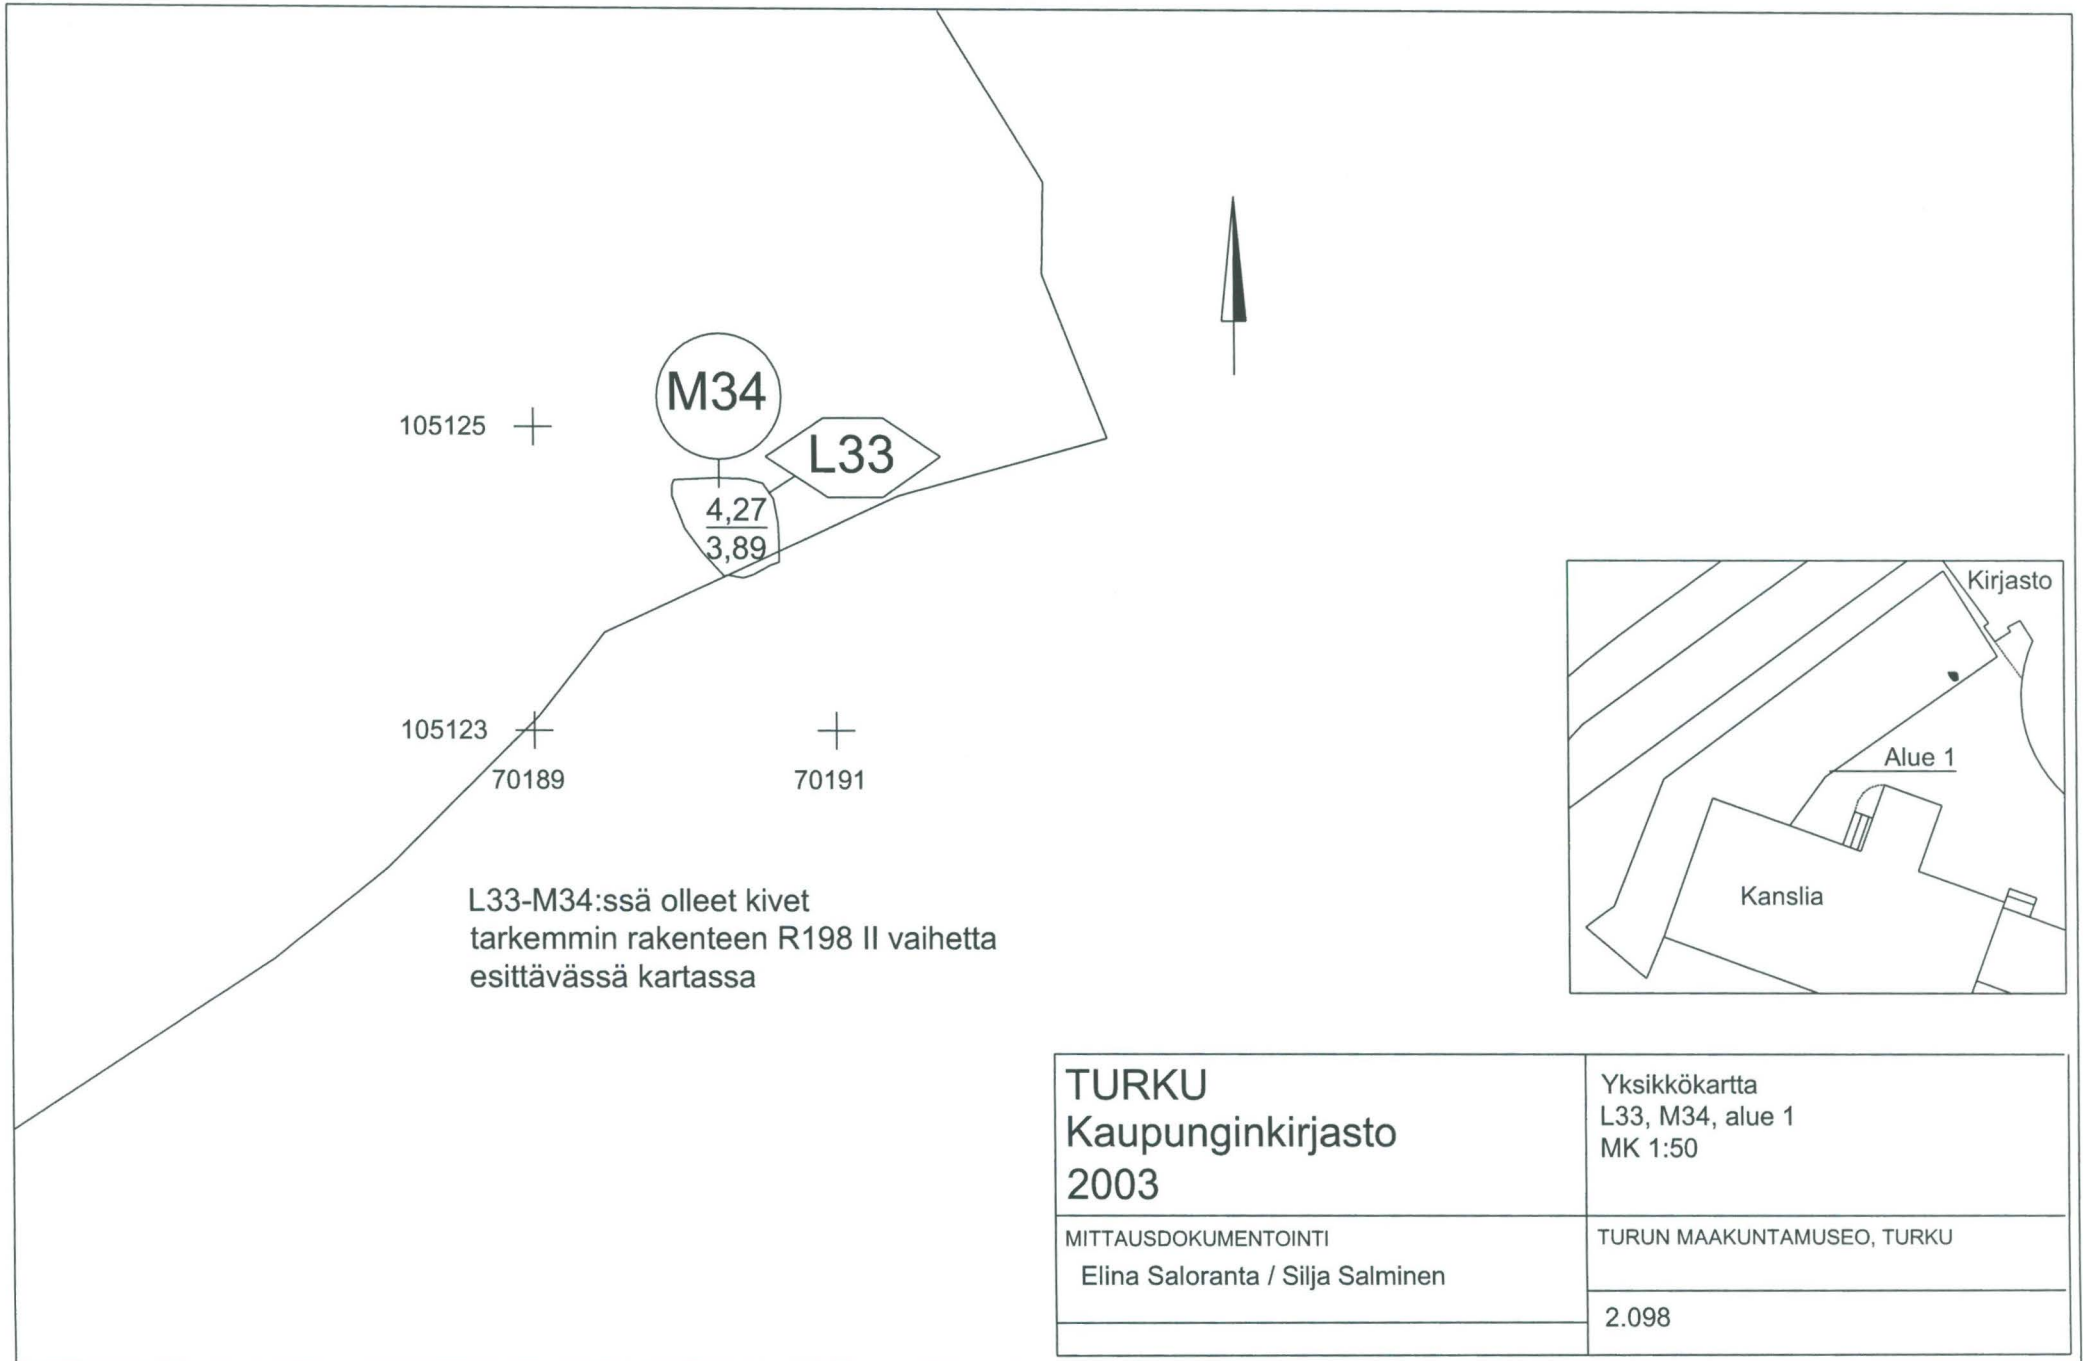 M34
L33
105125
4,27
3,89
Kirjasto
105123
70189
70191
Alue 1
Kanslia
L33-M34:ssä olleet kivet
tarkemmin rakenteen R198 II vaihetta
esittävässä kartassa
TURKU
Kaupunginkirjasto
2003
Yksikkökartta
L33, M34, alue 1
MK 1:50
MITTAUSDOKUMENTOINTI
Elina Saloranta / Silja Salminen
TURUN MAAKUNTAMUSEO, TURKU
2.098